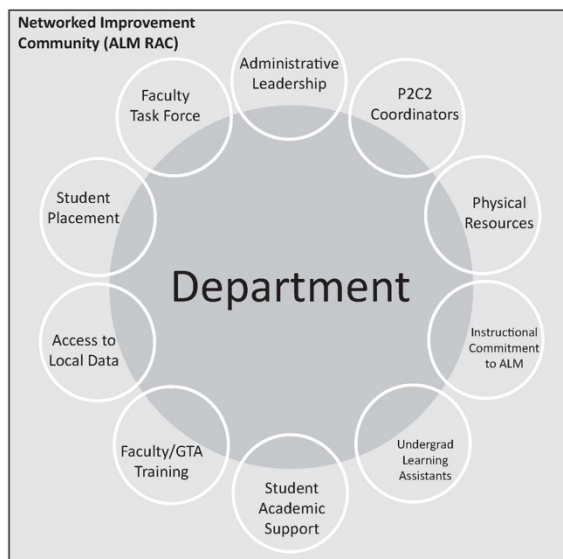 Networked Improvement
Community (ALM RAC)
Administrative
Leadership
P2C2
Coordinators
Physical
Resources
Instructional
Commitment
to ALM
Undergrad
Learning
Assistants
Student
Academic
Support
Faculty/GTA
Training
Access to
Local Data
Student
Placement
Faculty
Task Force
Department